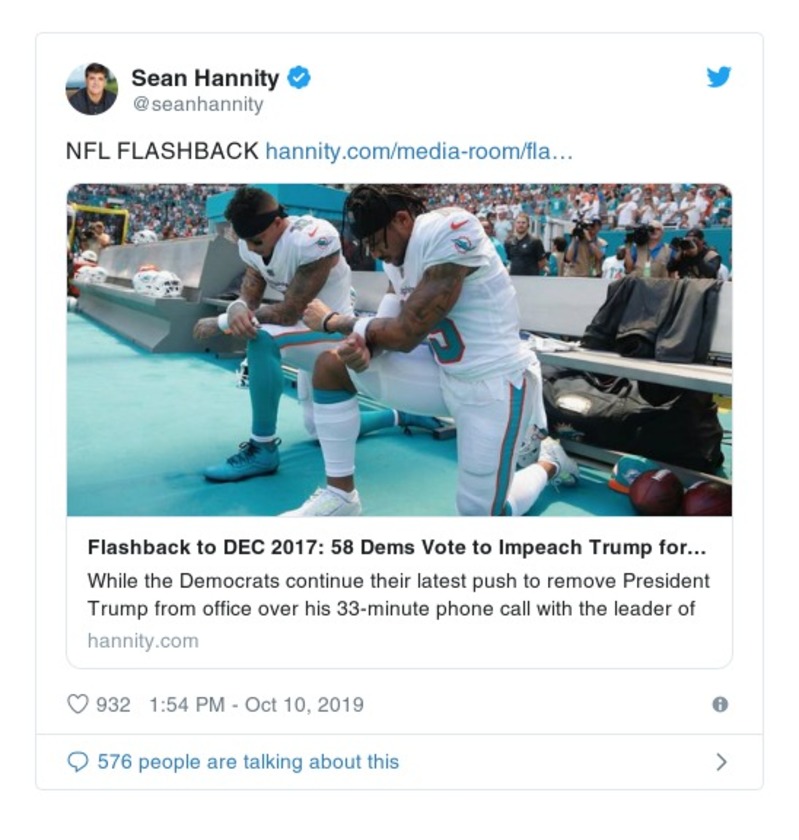 Sean Hannity
@seanhannity
NFL FLASHBACK hannity.com/media-room/fla…
Flashback to DEC 2017: 58 Dems Vote to Impeach Trump for...
While the Democrats continue their latest push to remove President
Trump from office over his 33-minute phone call with the leader of
hannity.com
932 1:54 PM - Oct 10, 2019
576 people are talking about this